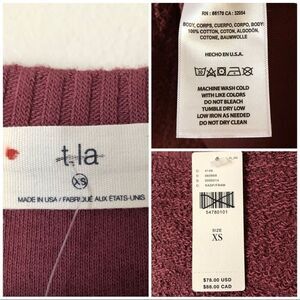 t.la
XS
MADE IN USA / FABRIQUÉ AUX ETATS-UNIS
RN : 66170 CA : 32054
BODY, CORPS, CUERPO, CORPO, BODY:
100% COTTON, COTON, ALGODÓN,
COTONE, BAUMWOLLE
HECHO EN U.S.A.
MACHINE WASH COLD
WITH LIKE COLORS
DO NOT BLEACH
TUMBLE DRY LOW
LOW IRON AS NEEDED
DO NOT DRY CLEAN
54780101
SIZE
XS
$78.00 USD
$88.00 CAD